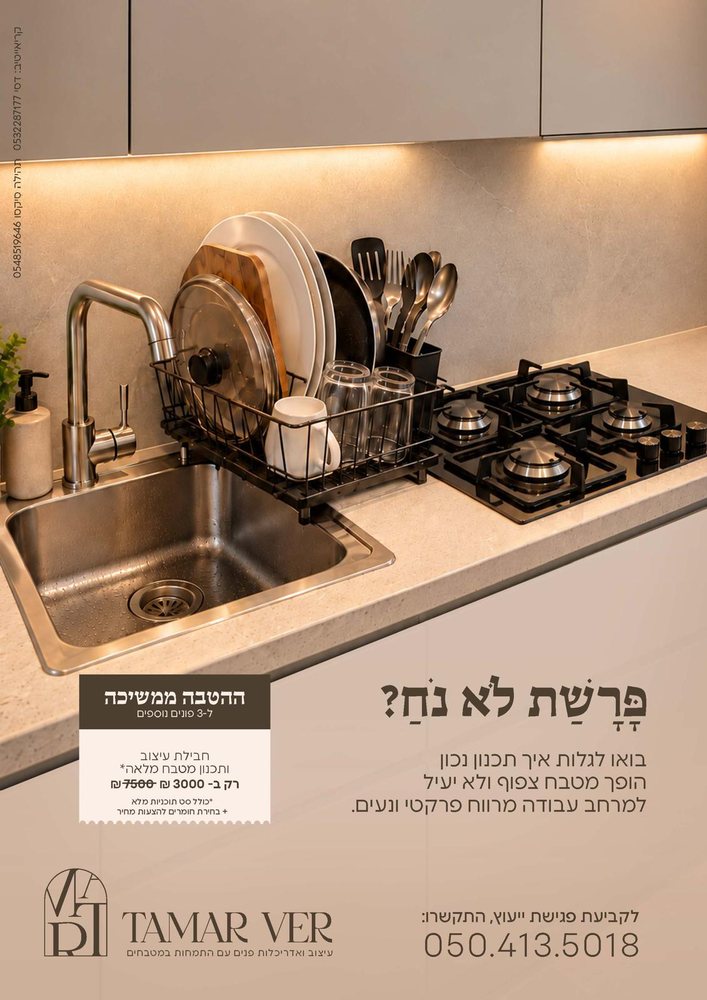 קריאייטיב: דסי 0532287177 תהילה סיקסו 0548519646
פָּרָשַׁת לֹא נֹחַ?
בואו לגלות איך תכנון נכון
הופך מטבח צפוף ולא יעיל
למרחב עבודה מרווח פרקטי ונעים.
ההטבה ממשיכה
ל-3 פונים נוספים
חבילת עיצוב
ותכנון מטבח מלאה*
רק ב- 3000 ₪ 7500 ₪
*כולל סט תוכניות מלא
+ בחירת חומרים להצעות מחיר
לקביעת פגישת ייעוץ, התקשרו:
050.413.5018
TAMAR VER
עיצוב ואדריכלות פנים עם התמחות במטבחים